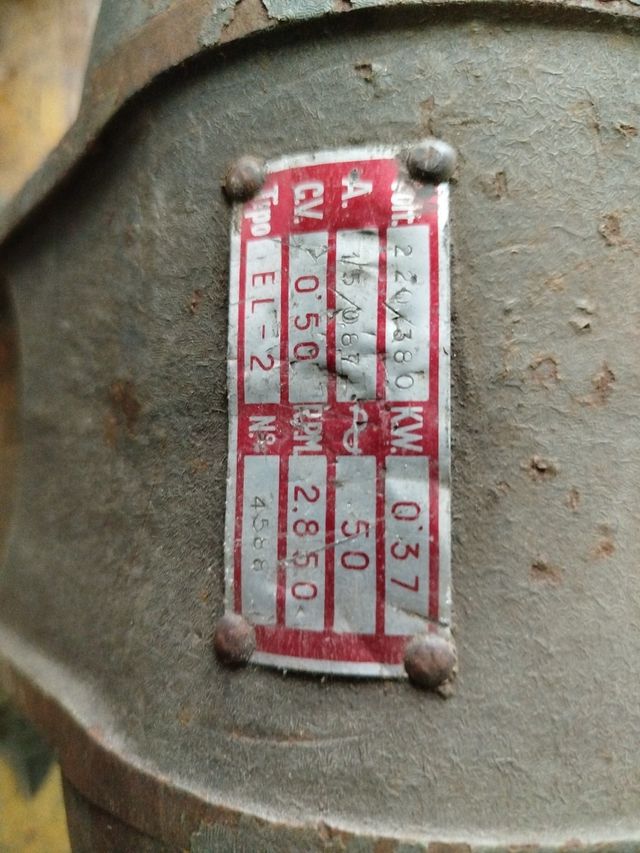 Volt. 220/380 KW. 0'37
A. 1'5/0'87 50
C.V. 0'50 RPM. 2.850
Tipo EL-2 N.º 4588